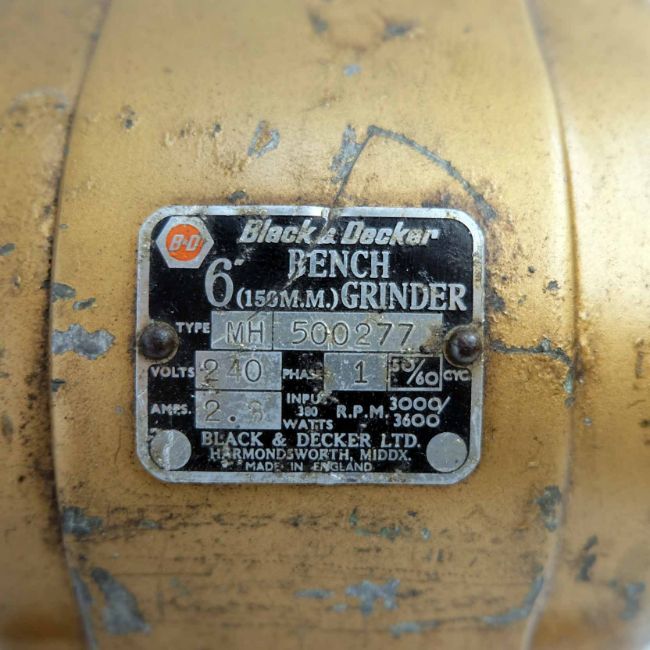 B&D
Black & Decker
BENCH
6" (150M.M.) GRINDER
TYPE MH 500277
VOLTS 240 PHASE 1 50/60 CYC.
AMPS. 2.8 INPUT 380 WATTS R.P.M. 3000/3600
BLACK & DECKER LTD.
HARMONDSWORTH, MIDDX.
MADE IN ENGLAND